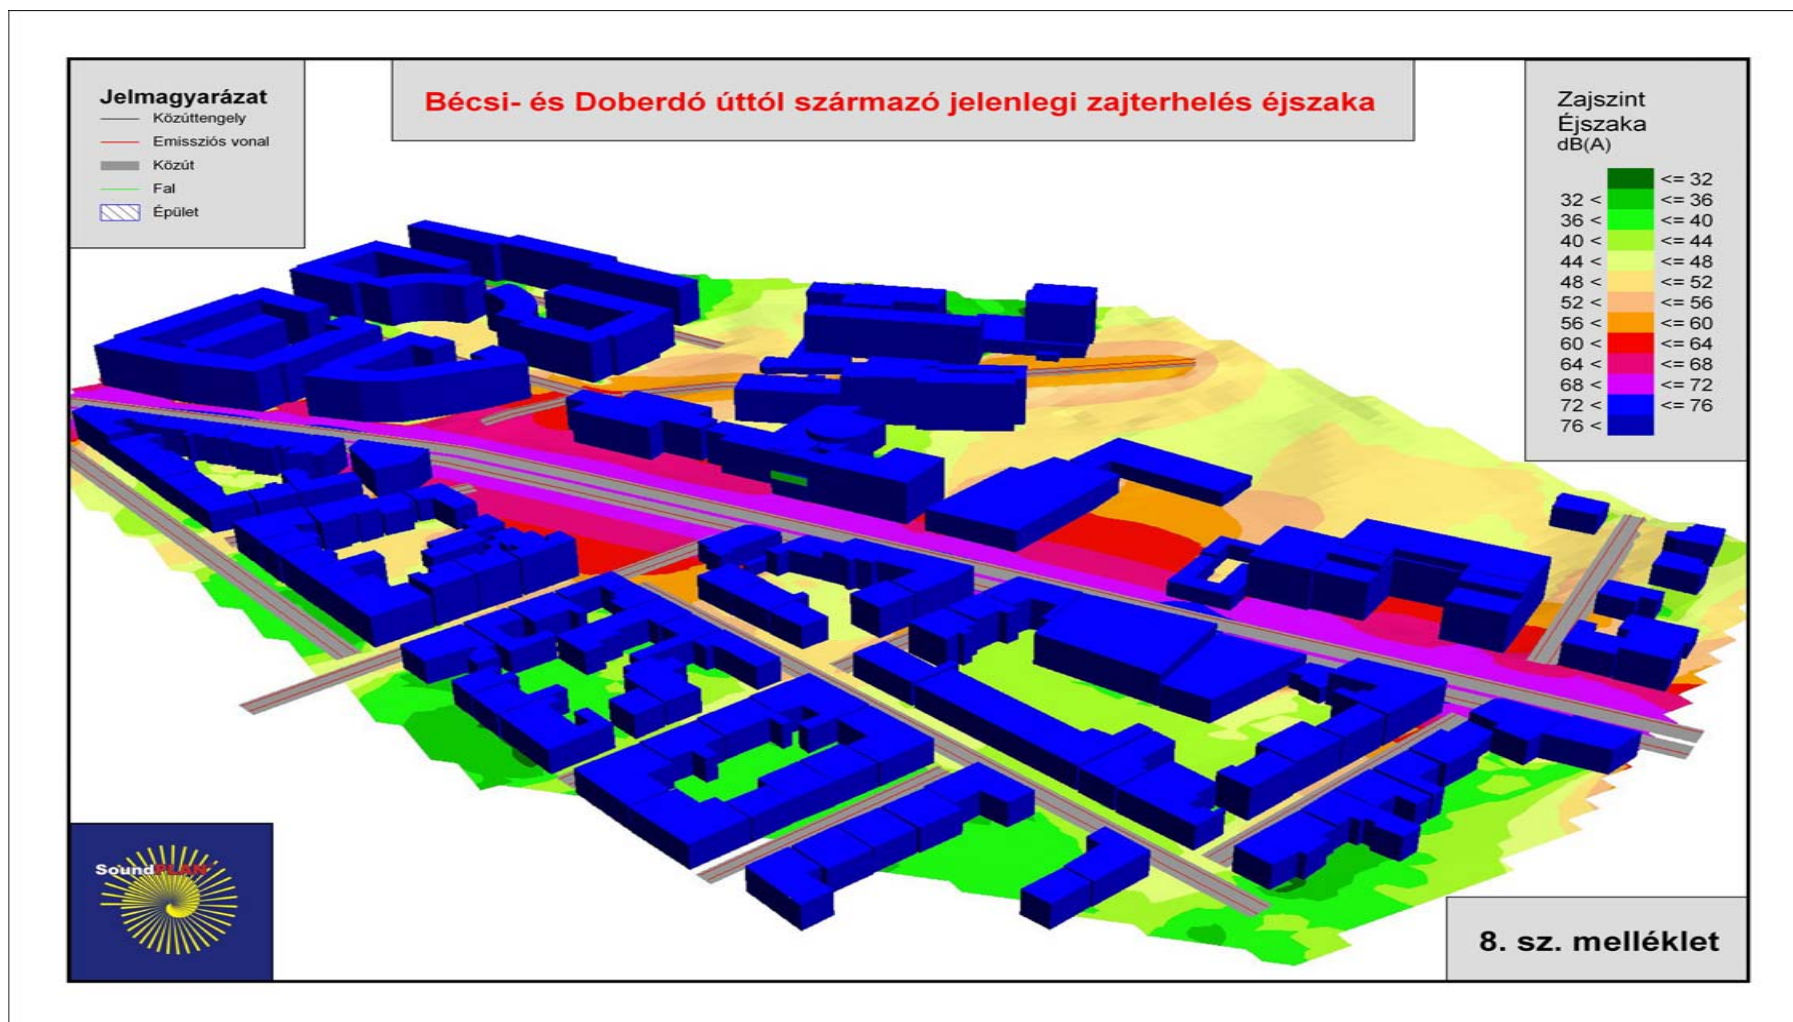 Jelmagyarázat
Közúttengely
Emissziós vonal
Közút
Fal
Épület
Bécsi- és Doberdó úttól származó jelenlegi zajterhelés éjszaka
Zajszint
Éjszaka
dB(A)
<= 32
32 < <= 36
36 < <= 40
40 < <= 44
44 < <= 48
48 < <= 52
52 < <= 56
56 < <= 60
60 < <= 64
64 < <= 68
68 < <= 72
72 < <= 76
76 <
SoundPLAN
8. sz. melléklet